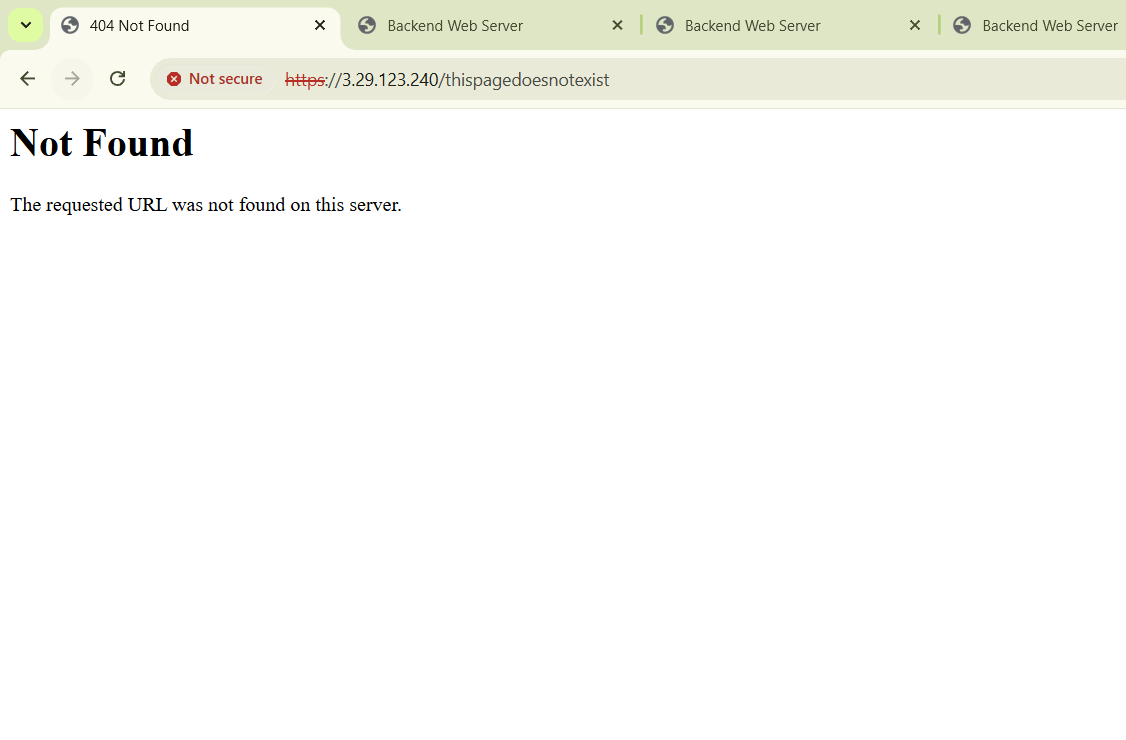 404 Not Found
Backend Web Server
Backend Web Server
Backend Web Server
Not secure
https://3.29.123.240/thispagedoesnotexist
Not Found
The requested URL was not found on this server.